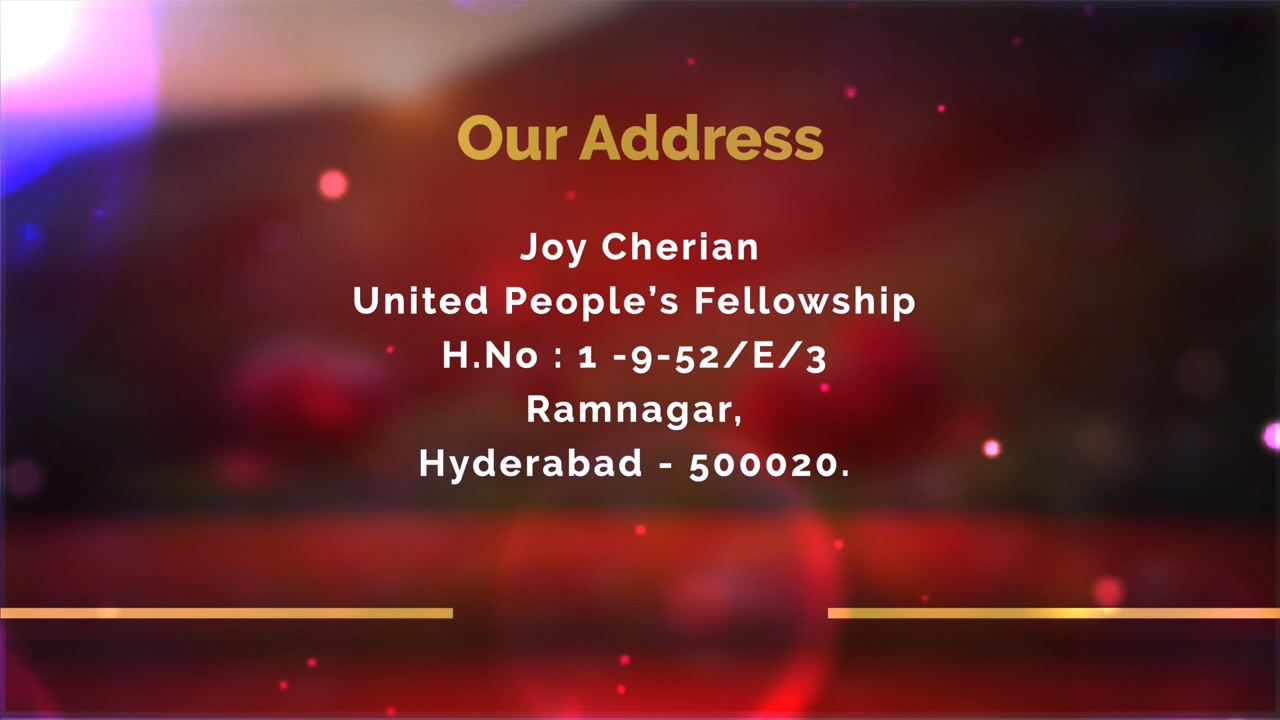 Our Address
Joy Cherian
United People’s Fellowship
H.No : 1 -9-52/E/3
Ramnagar,
Hyderabad - 500020.